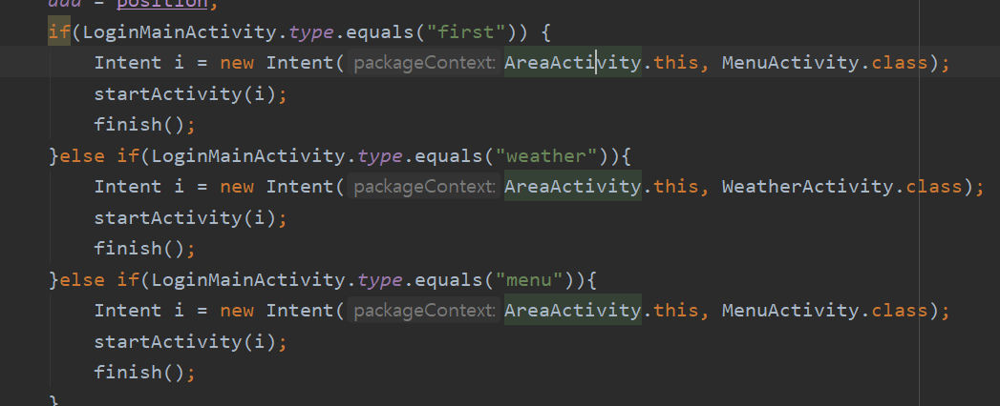 = position;
if(LoginMainActivity.type.equals("first")) {
Intent i = new Intent( packageContext: AreaActivity.this, MenuActivity.class);
startActivity(i);
finish();
}else if(LoginMainActivity.type.equals("weather")){
Intent i = new Intent( packageContext: AreaActivity.this, WeatherActivity.class);
startActivity(i);
finish();
}else if(LoginMainActivity.type.equals("menu")){
Intent i = new Intent( packageContext: AreaActivity.this, MenuActivity.class);
startActivity(i);
finish();
}